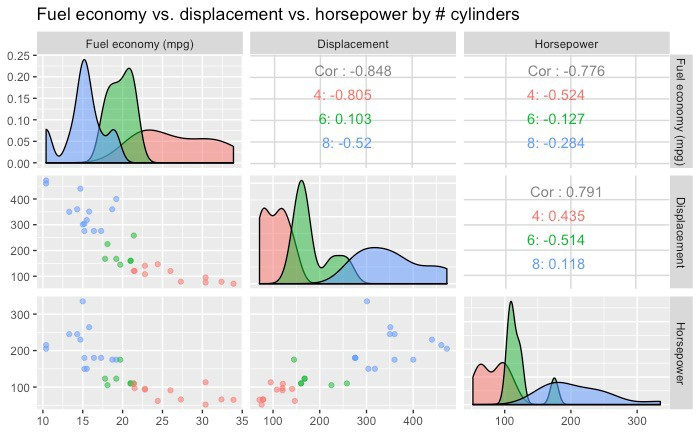 Fuel economy vs. displacement vs. horsepower by # cylinders
Fuel economy (mpg)
Displacement
Horsepower
0.25
0.20
0.15
0.10
0.05
0.00
Cor : -0.848
4: -0.805
6: 0.103
8: -0.52
Cor : -0.776
4: -0.524
6: -0.127
8: -0.284
Fuel economy (mpg)
400
300
200
100
Cor : 0.791
4: 0.435
6: -0.514
8: 0.118
Displacement
300
200
100
Horsepower
10 15 20 25 30 35
100 200 300 400
100 200 300